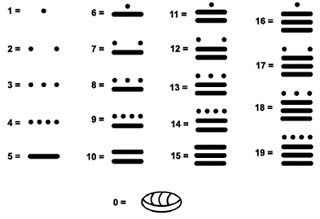 1 = 6 = 11 = 16 =
2 = 7 = 12 = 17 =
3 = 8 = 13 = 18 =
4 = 9 = 14 = 19 =
5 = 10 = 15 =
0 =